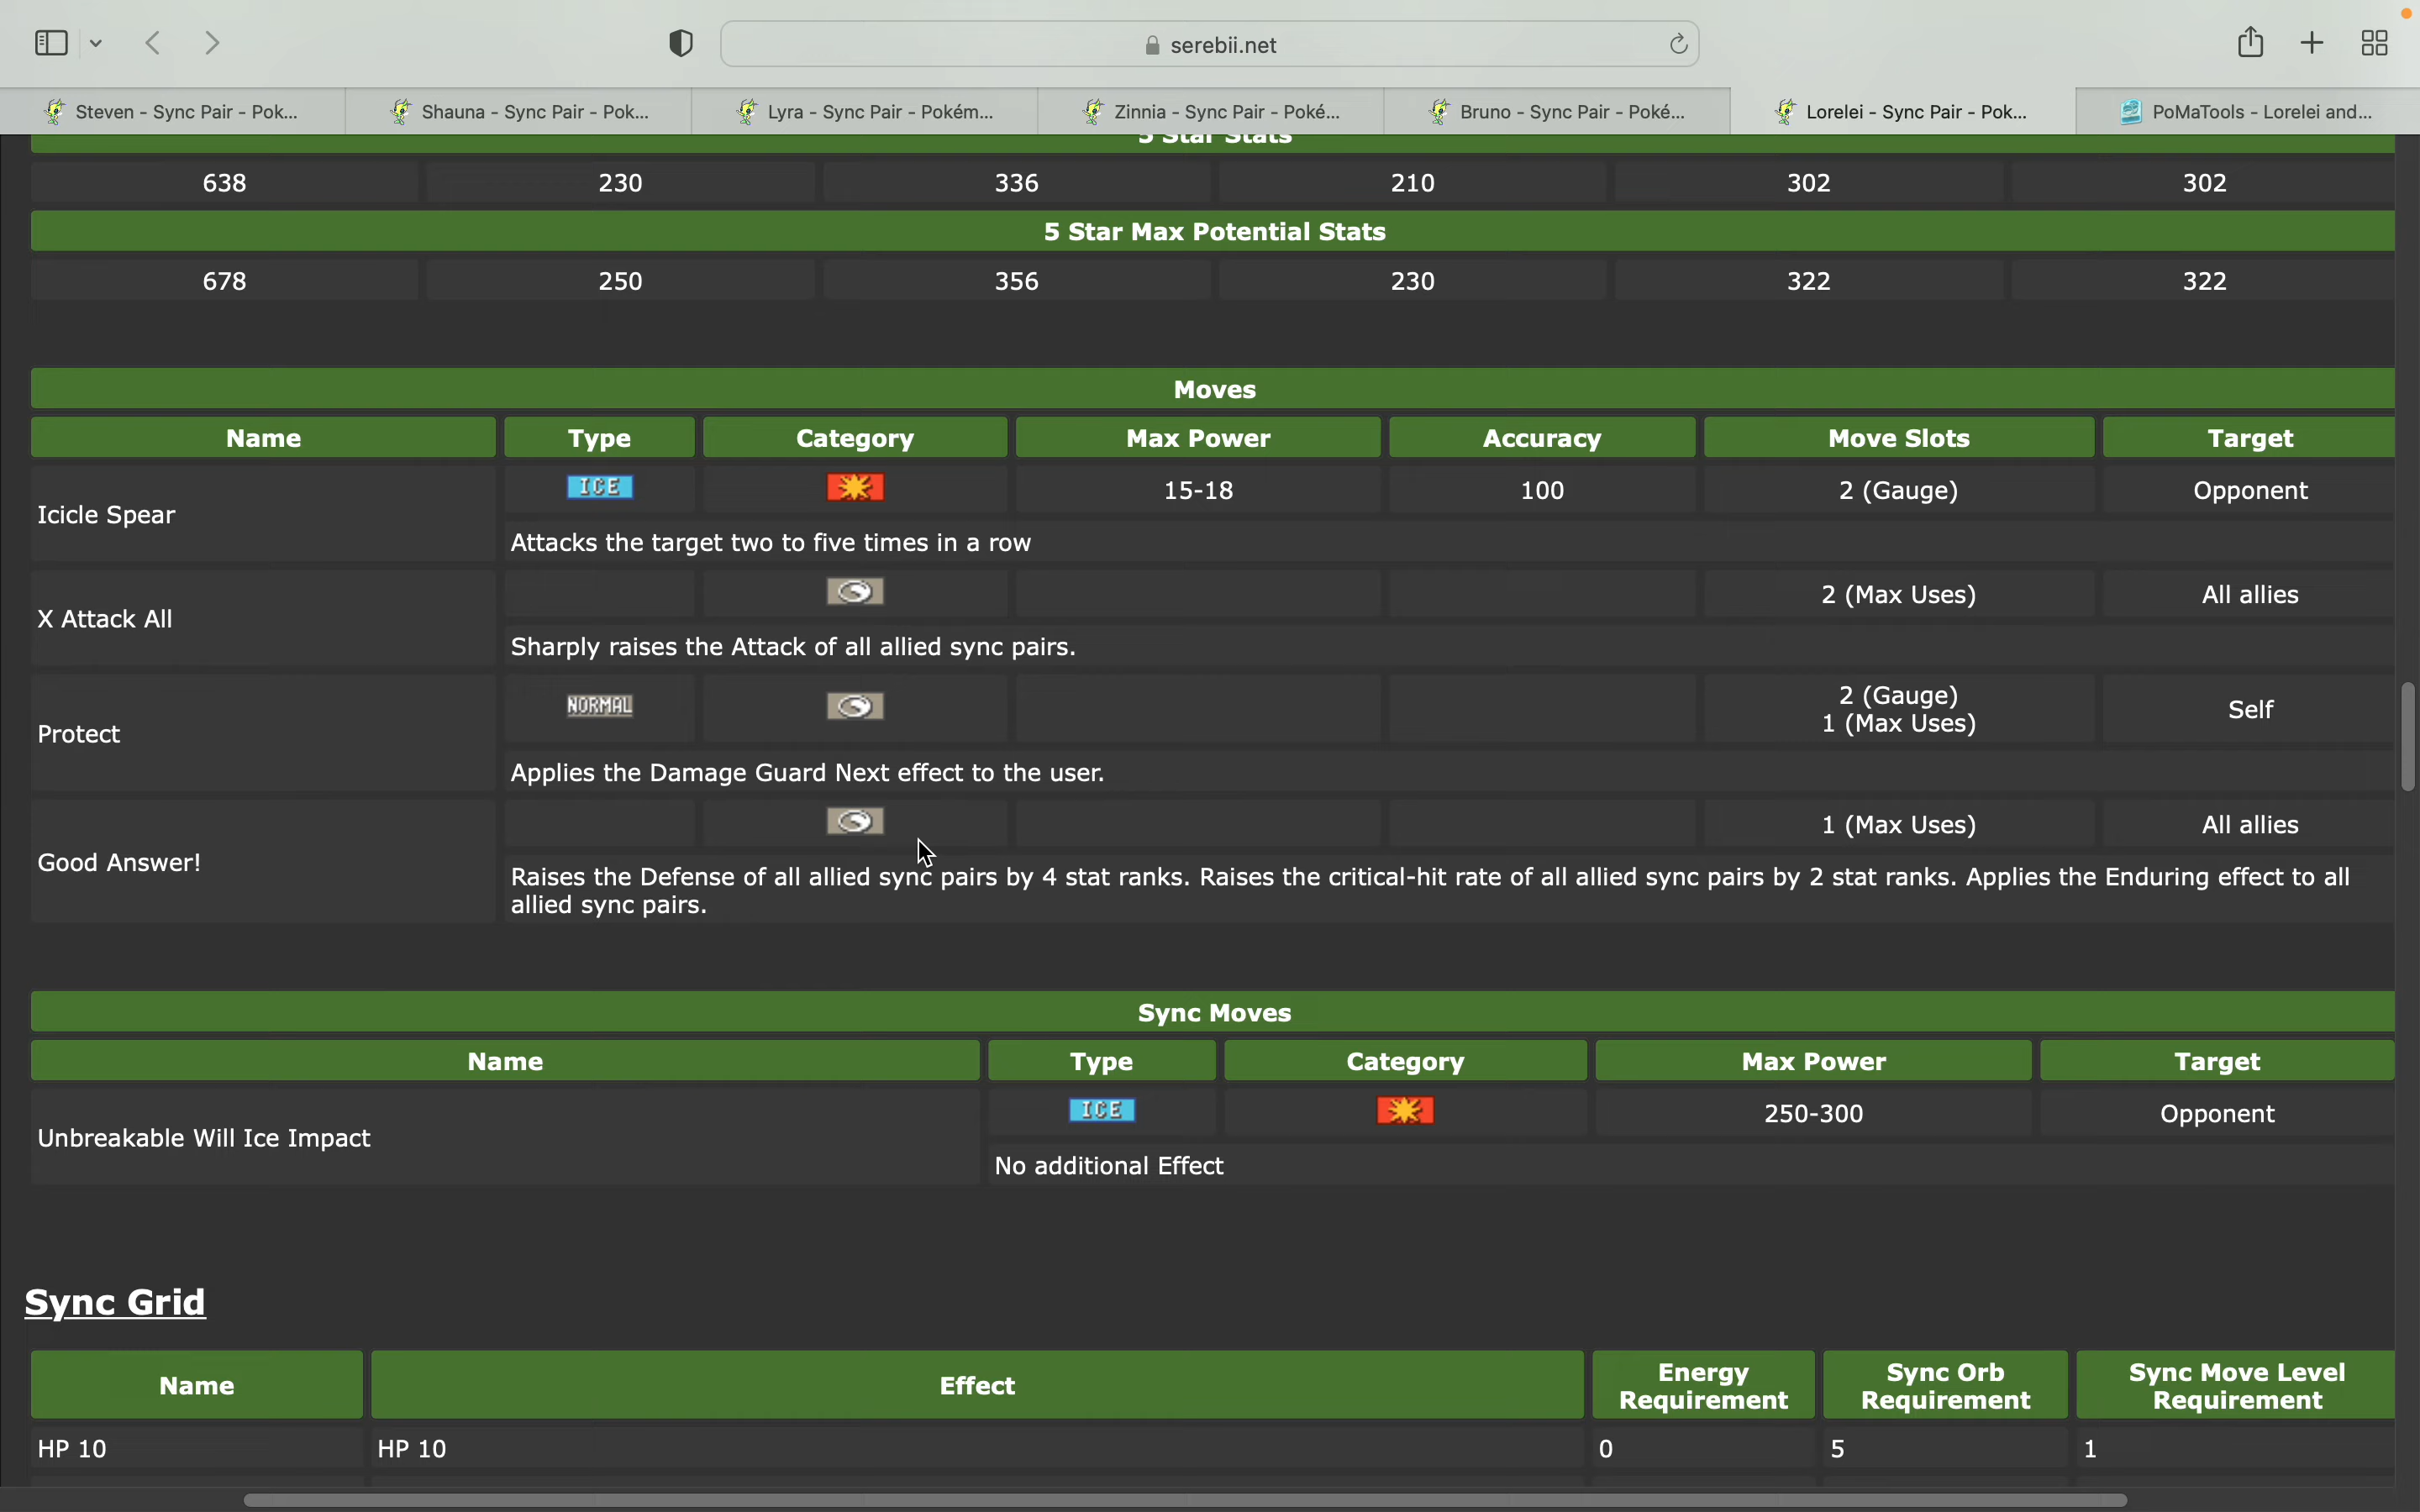 serebii.net
Steven - Sync Pair - Pok...
Shauna - Sync Pair - Pok...
Lyra - Sync Pair - Pokém...
Zinnia - Sync Pair - Poké...
Bruno - Sync Pair - Poké...
Lorelei - Sync Pair - Pok...
PoMaTools - Lorelei and...
5 Star Stats
638 230 336 210 302 302
5 Star Max Potential Stats
678 250 356 230 322 322
Moves
Name Type Category Max Power Accuracy Move Slots Target
Icicle Spear ICE 15-18 100 2 (Gauge) Opponent
Attacks the target two to five times in a row
X Attack All 2 (Max Uses) All allies
Sharply raises the Attack of all allied sync pairs.
Protect NORMAL 2 (Gauge) Self
1 (Max Uses)
Applies the Damage Guard Next effect to the user.
Good Answer! 1 (Max Uses) All allies
Raises the Defense of all allied sync pairs by 4 stat ranks. Raises the critical-hit rate of all allied sync pairs by 2 stat ranks. Applies the Enduring effect to all
allied sync pairs.
Sync Moves
Name Type Category Max Power Target
Unbreakable Will Ice Impact ICE 250-300 Opponent
No additional Effect
Sync Grid
Name Effect Energy Requirement Sync Orb Requirement Sync Move Level Requirement
HP 10 HP 10 0 5 1